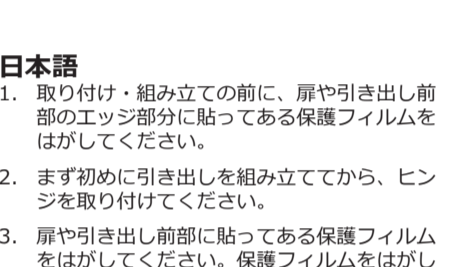 日本語
1. 取り付け・組み立ての前に、扉や引き出し前
部のエッジ部分に貼ってある保護フィルムを
はがしてください。
2. まず初めに引き出しを組み立ててから、ヒン
ジを取り付けてください。
3. 扉や引き出し前部に貼ってある保護フィルム
をはがしてください。保護フィルムをはがし